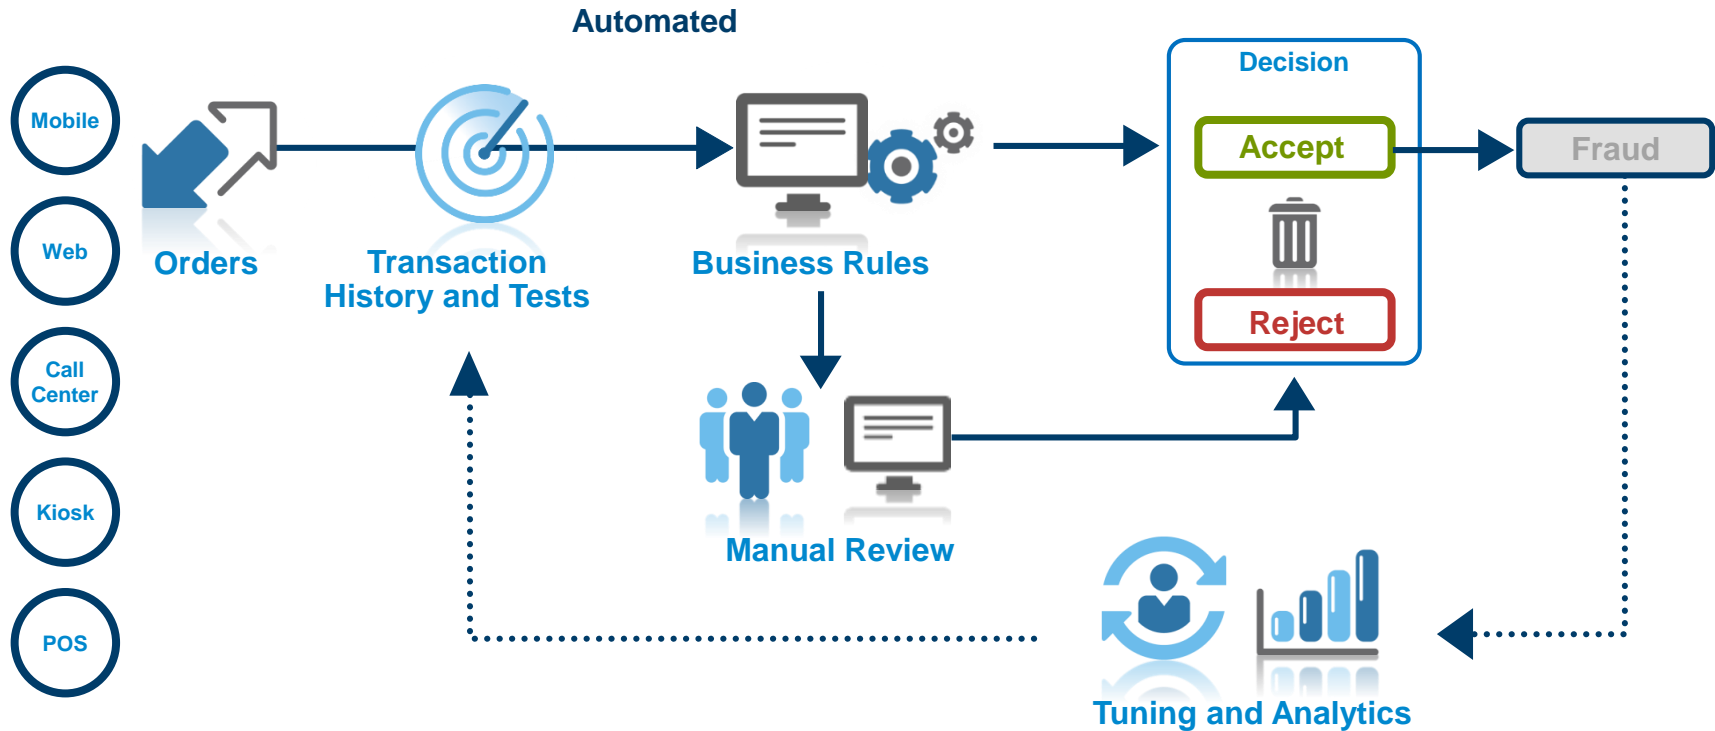 Automated
Mobile
Web
Call
Center
Kiosk
POS
Orders
Transaction
History and Tests
Business Rules
Manual Review
Decision
Accept
Reject
Fraud
Tuning and Analytics